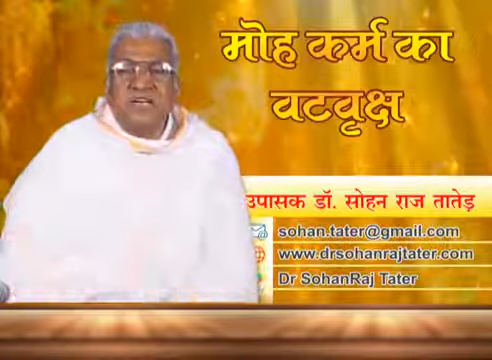 मोह कर्म का
वटवृक्ष
उपासक डॉ. सोहन राज तातेड़
sohan.tater@gmail.com
www.drsohanrajtater.com
Dr SohanRaj Tater